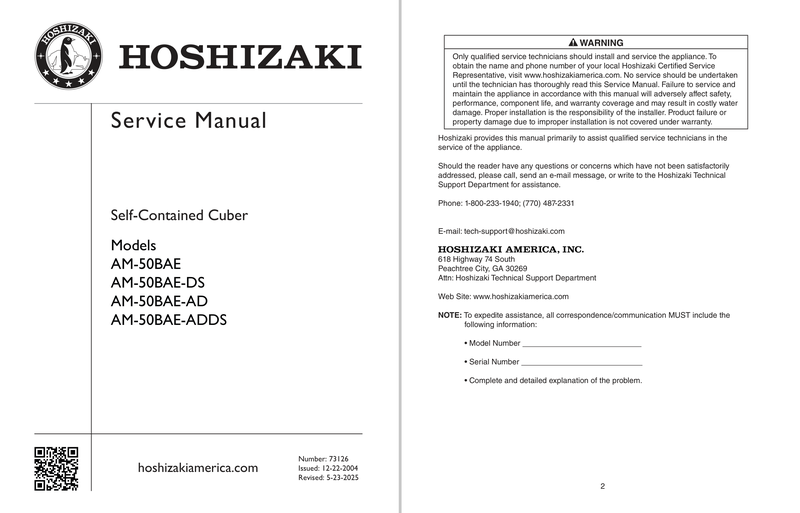 HOSHIZAKI
HOSHIZAKI
Service Manual
Self-Contained Cuber
Models
AM-50BAE
AM-50BAE-DS
AM-50BAE-AD
AM-50BAE-ADDS
hoshizakiamerica.com
Number: 73126
Issued: 12-22-2004
Revised: 5-23-2025
WARNING
Only qualified service technicians should install and service the appliance. To
obtain the name and phone number of your local Hoshizaki Certified Service
Representative, visit www.hoshizakiamerica.com. No service should be undertaken
until the technician has thoroughly read this Service Manual. Failure to service and
maintain the appliance in accordance with this manual will adversely affect safety,
performance, component life, and warranty coverage and may result in costly water
damage. Proper installation is the responsibility of the installer. Product failure or
property damage due to improper installation is not covered under warranty.
Hoshizaki provides this manual primarily to assist qualified service technicians in the
service of the appliance.
Should the reader have any questions or concerns which have not been satisfactorily
addressed, please call, send an e-mail message, or write to the Hoshizaki Technical
Support Department for assistance.
Phone: 1-800-233-1940; (770) 487-2331
E-mail: tech-support@hoshizaki.com
HOSHIZAKI AMERICA, INC.
618 Highway 74 South
Peachtree City, GA 30269
Attn: Hoshizaki Technical Support Department
Web Site: www.hoshizakiamerica.com
NOTE: To expedite assistance, all correspondence/communication MUST include the
following information:
• Model Number ____________________________
• Serial Number ____________________________
• Complete and detailed explanation of the problem.
2